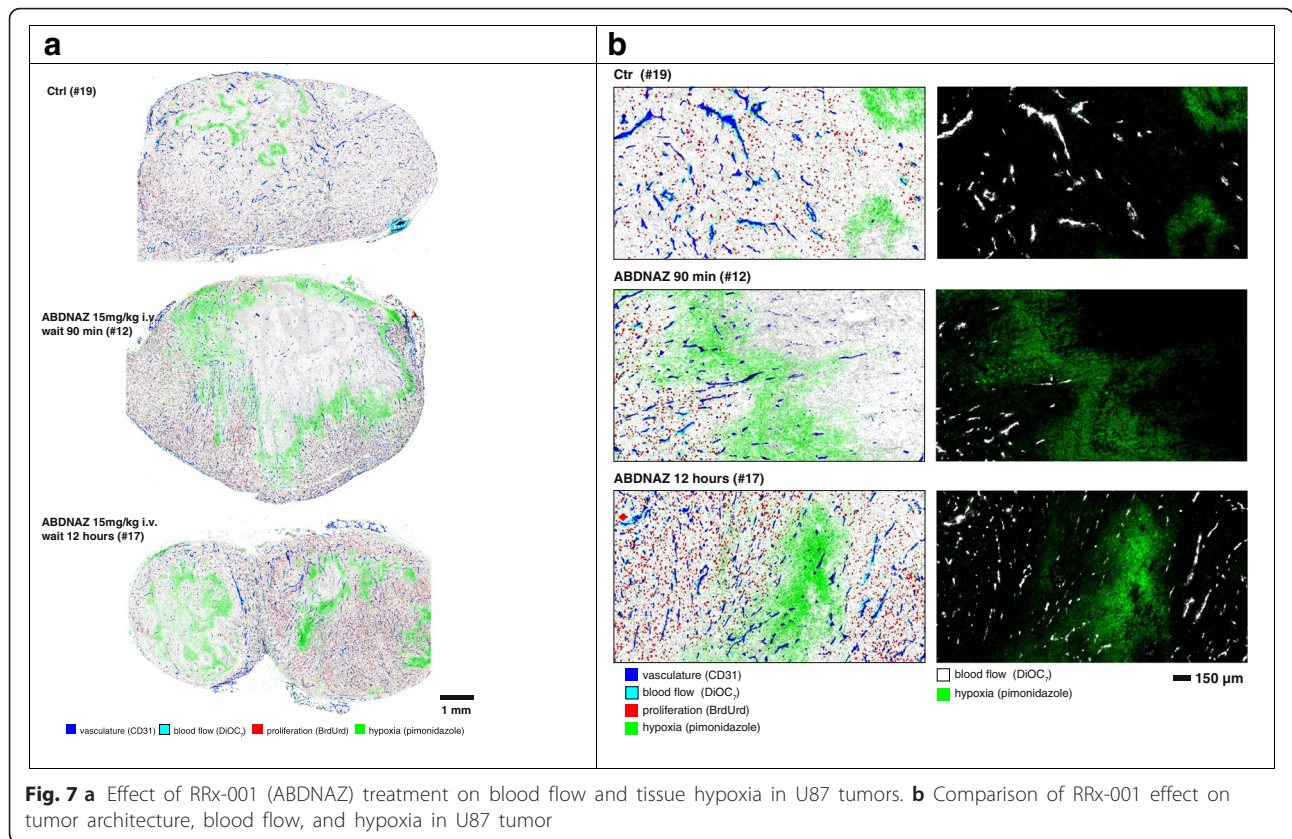 a
Ctrl (#19)
ABDNAZ 15mg/kg i.v.
wait 90 min (#12)
ABDNAZ 15mg/kg i.v.
wait 12 hours (#17)
1 mm
vasculature (CD31) blood flow (DiOC₇) proliferation (BrdUrd) hypoxia (pimonidazole)
b
Ctr (#19)
ABDNAZ 90 min (#12)
ABDNAZ 12 hours (#17)
vasculature (CD31)
blood flow (DiOC₇)
proliferation (BrdUrd)
hypoxia (pimonidazole)
blood flow (DiOC₇)
hypoxia (pimonidazole)
150 µm
Fig. 7 a Effect of RRx-001 (ABDNAZ) treatment on blood flow and tissue hypoxia in U87 tumors. b Comparison of RRx-001 effect on
tumor architecture, blood flow, and hypoxia in U87 tumor